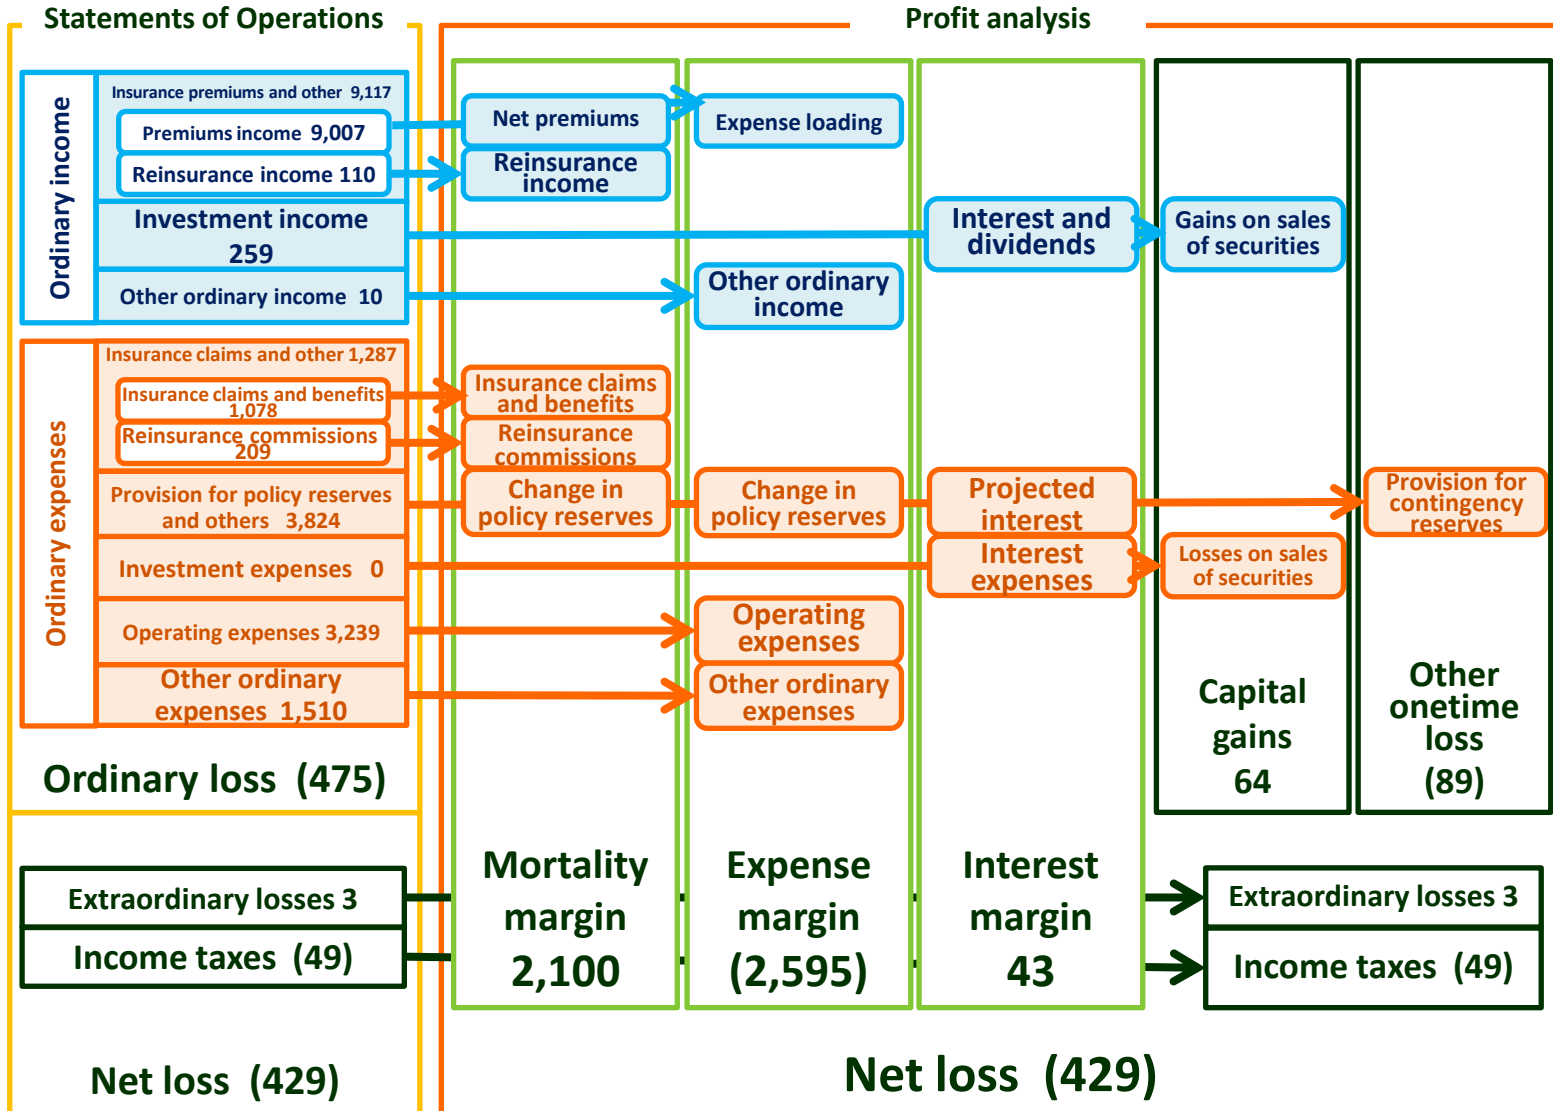 Statements of Operations
Profit analysis
Ordinary income
Insurance premiums and other 9,117
Premiums income 9,007
Reinsurance income 110
Investment income
259
Other ordinary income 10
Net premiums
Expense loading
Reinsurance
income
Interest and
dividends
Gains on sales
of securities
Other ordinary
income
Ordinary expenses
Insurance claims and other 1,287
Insurance claims and benefits
1,078
Reinsurance commissions
209
Provision for policy reserves
and others 3,824
Investment expenses 0
Operating expenses 3,239
Other ordinary
expenses 1,510
Insurance claims
and benefits
Reinsurance
commissions
Change in
policy reserves
Change in
policy reserves
Projected
interest
Provision for
contingency
reserves
Interest
expenses
Losses on sales
of securities
Operating
expenses
Other ordinary
expenses
Ordinary loss (475)
Capital
gains
64
Other
onetime
loss
(89)
Extraordinary losses 3
Income taxes (49)
Mortality
margin
2,100
Expense
margin
(2,595)
Interest
margin
43
Extraordinary losses 3
Income taxes (49)
Net loss (429)
Net loss (429)